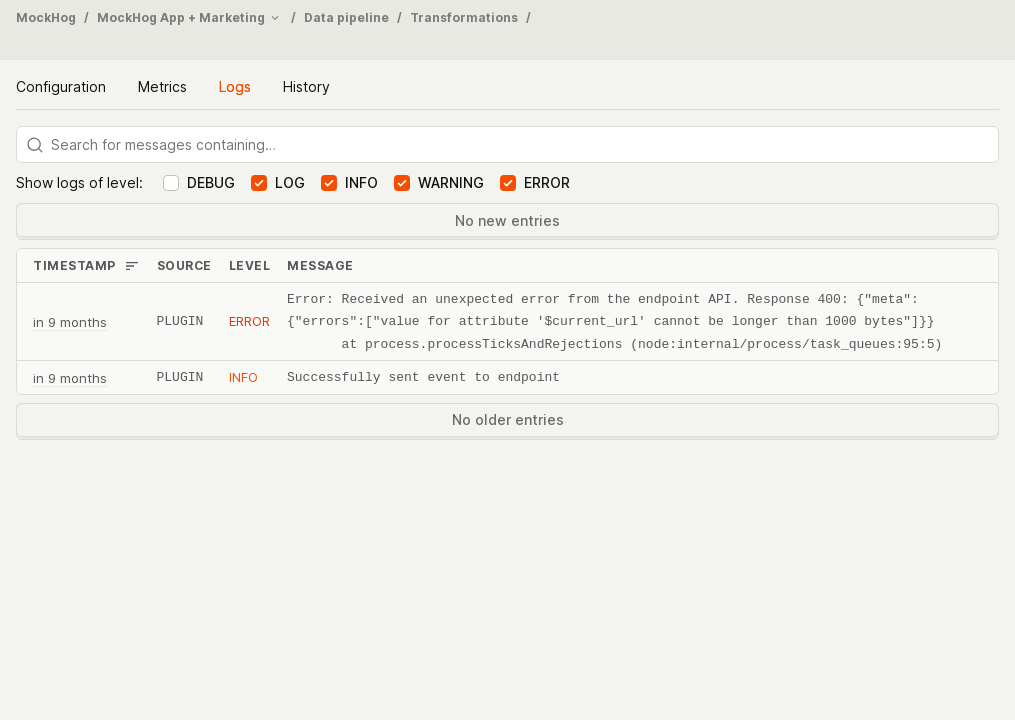 MockHog / MockHog App + Marketing / Data pipeline / Transformations /
Configuration Metrics Logs History
Search for messages containing…
Show logs of level: DEBUG LOG INFO WARNING ERROR
No new entries
TIMESTAMP SOURCE LEVEL MESSAGE
in 9 months PLUGIN ERROR Error: Received an unexpected error from the endpoint API. Response 400: {"meta":
{"errors":["value for attribute '$current_url' cannot be longer than 1000 bytes"]}}
at process.processTicksAndRejections (node:internal/process/task_queues:95:5)
in 9 months PLUGIN INFO Successfully sent event to endpoint
No older entries